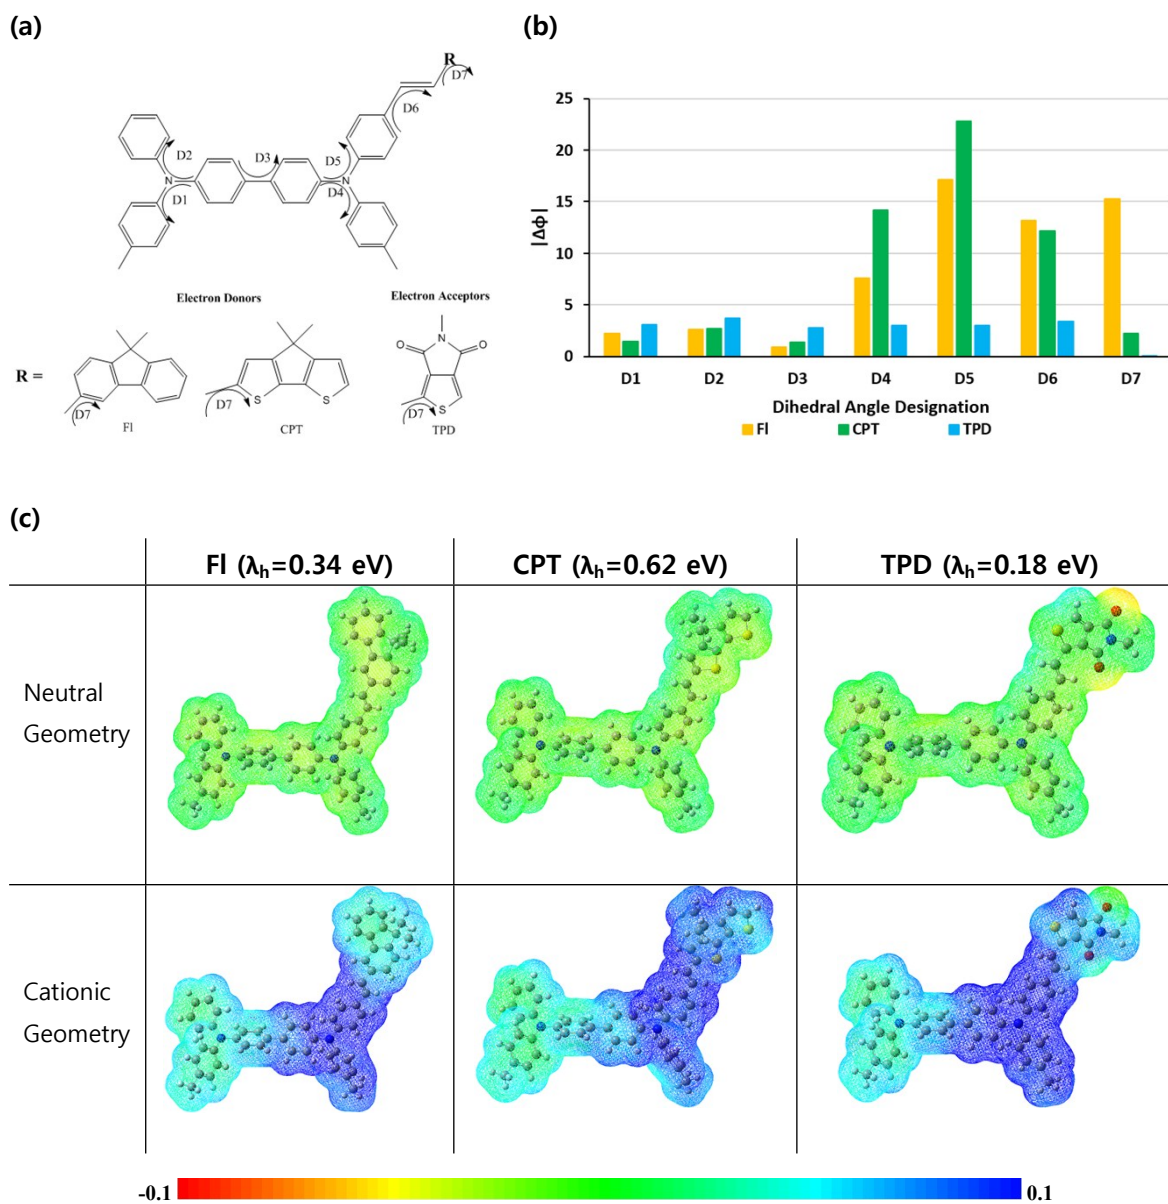 (a)
R
D7
D6
D2
D3
D5
N
N
D1
D4
Electron Donors
Electron Acceptors
R =
D7
Fl
S
S
D7
CPT
N
O
O
S
D7
TPD
(b)
25
20
15
10
5
0
|Δϕ|
D1 D2 D3 D4 D5 D6 D7
Dihedral Angle Designation
Fl CPT TPD
(c)
Fl (λh=0.34 eV)
CPT (λh=0.62 eV)
TPD (λh=0.18 eV)
Neutral
Geometry
Cationic
Geometry
-0.1
0.1